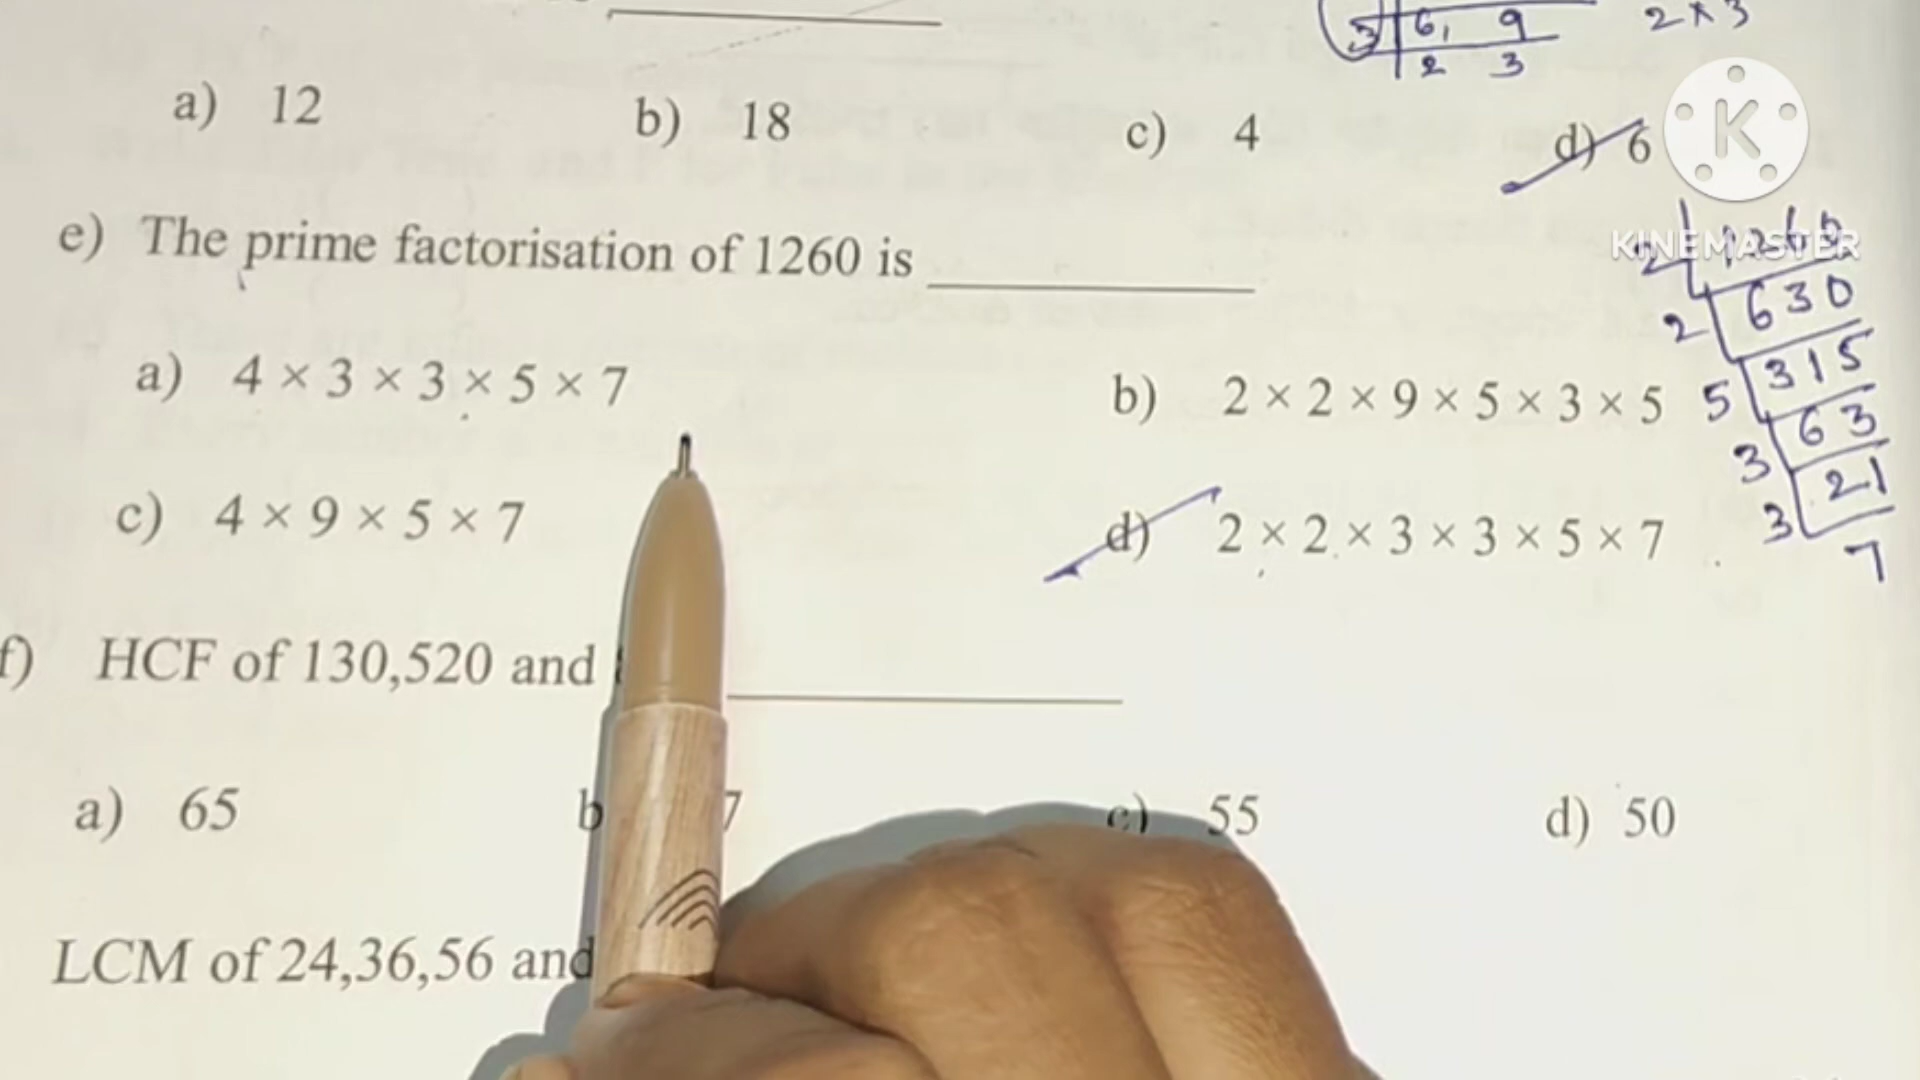 3 6, 9 2 × 3
2 3
a) 12 b) 18 c) 4 d) 6
K
KINEMASTER
e) The prime factorisation of 1260 is
a) 4 × 3 × 3 × 5 × 7 b) 2 × 2 × 9 × 5 × 3 × 5
c) 4 × 9 × 5 × 7 d) 2 × 2 × 3 × 3 × 5 × 7
2 1260
2 630
5 315
3 63
3 21
7
f) HCF of 130,520 and
a) 65 b 7 c) 55 d) 50
LCM of 24,36,56 and